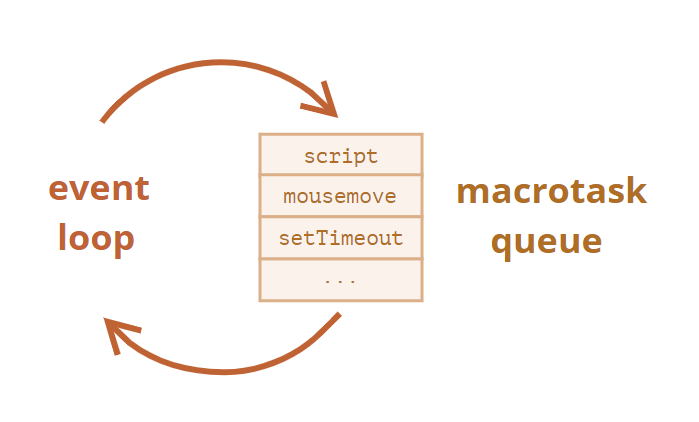 event
loop
script
mousemove
setTimeout
...
macrotask
queue